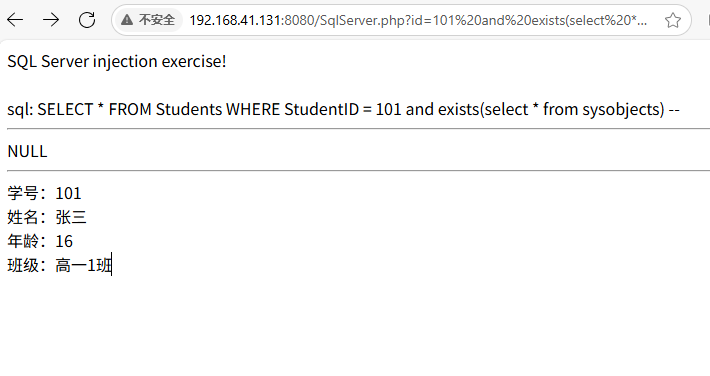 不安全 192.168.41.131:8080/SqlServer.php?id=101%20and%20exists(select%20*...
SQL Server injection exercise!
sql: SELECT * FROM Students WHERE StudentID = 101 and exists(select * from sysobjects) --
NULL
学号：101
姓名：张三
年龄：16
班级：高一1班